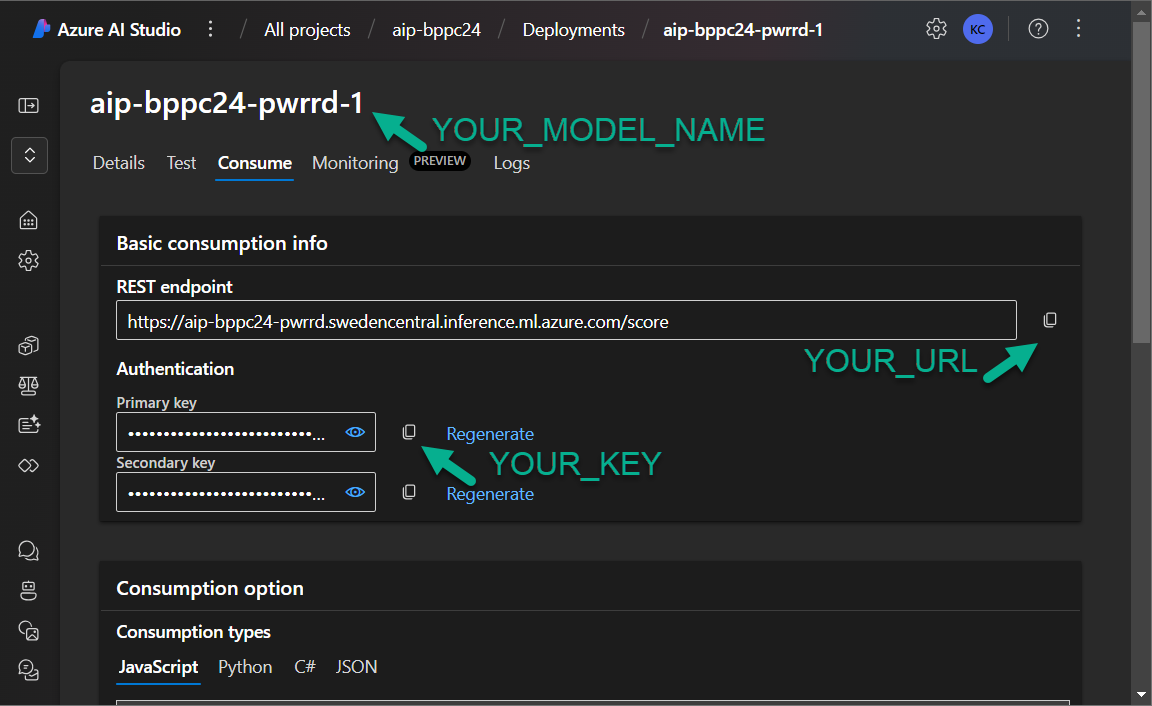 Azure AI Studio / All projects / aip-bppc24 / Deployments / aip-bppc24-pwrrd-1 KC
aip-bppc24-pwrrd-1
YOUR_MODEL_NAME
Details Test Consume Monitoring PREVIEW Logs
Basic consumption info
REST endpoint
https://aip-bppc24-pwrrd.swedencentral.inference.ml.azure.com/score
YOUR_URL
Authentication
Primary key
••••••••••••••••••••••••••... Regenerate
YOUR_KEY
Secondary key
••••••••••••••••••••••••••... Regenerate
Consumption option
Consumption types
JavaScript Python C# JSON